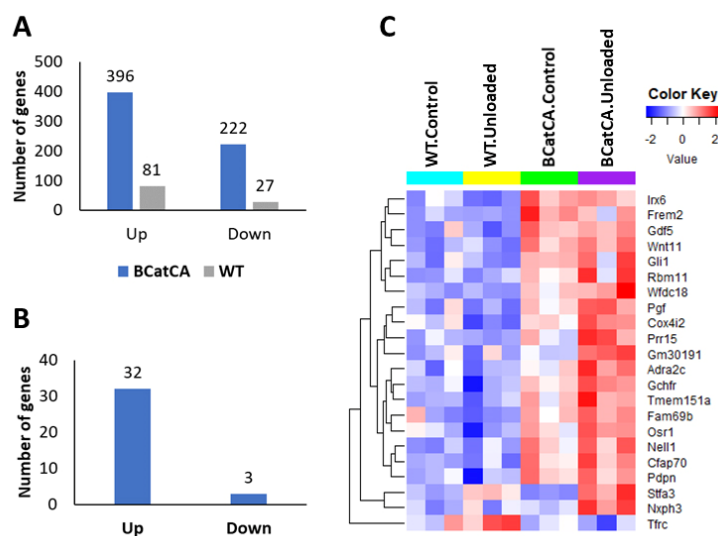 A
Number of genes
500
400
300
200
100
0
396
81
222
27
Up
Down
BCatCA
WT
B
Number of genes
40
30
20
10
0
32
3
Up
Down
C
WT.Control
WT.Unloaded
BCatCA.Control
BCatCA.Unloaded
Color Key
-2
0
2
Value
Irx6
Frem2
Gdf5
Wnt11
Gli1
Rbm11
Wfdc18
Pgf
Cox4i2
Prr15
Gm30191
Adra2c
Gchfr
Tmem151a
Fam69b
Osr1
Nell1
Cfap70
Pdpn
Stfa3
Nxph3
Tfrc